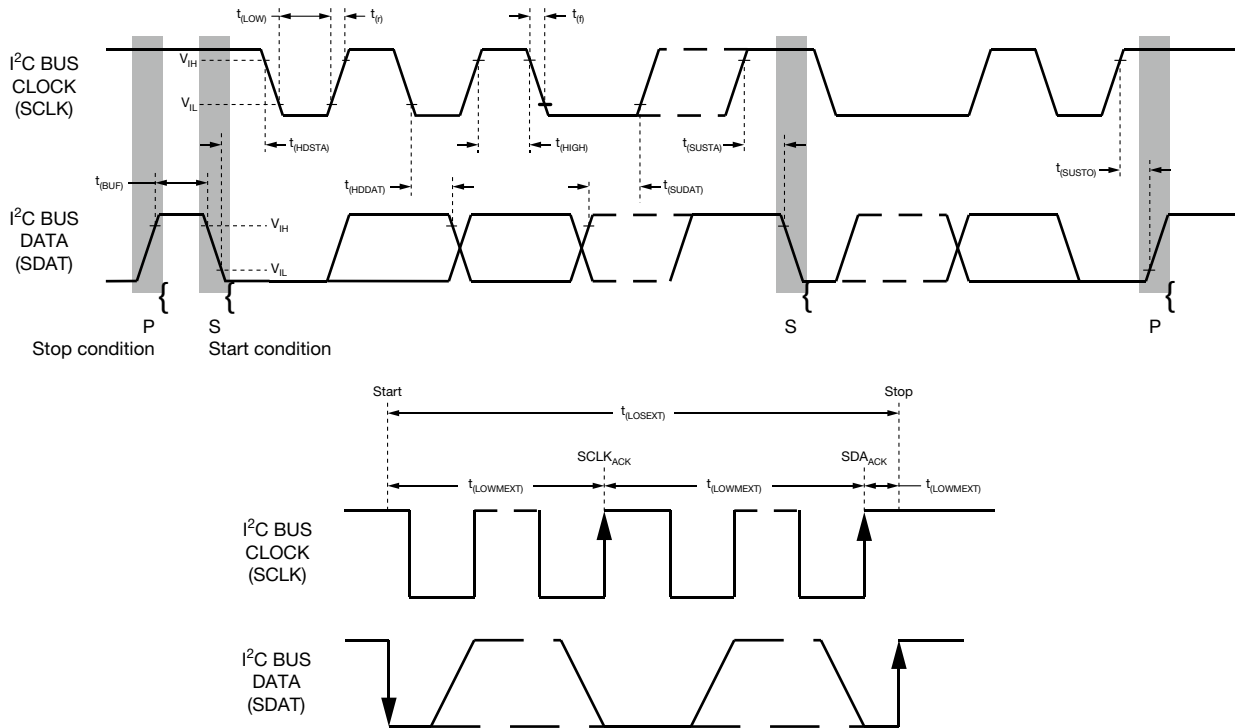 t(LOW)
t(r)
t(f)
I²C BUS
CLOCK
(SCLK)
VIH
VIL
t(HDSTA)
t(HIGH)
t(SUSTA)
t(SUSTO)
t(BUF)
t(HDDAT)
t(SUDAT)
I²C BUS
DATA
(SDAT)
VIH
VIL
{
{
{
{
P
S
S
P
Stop condition
Start condition
Start
Stop
t(LOSEXT)
SCLKACK
SDAACK
t(LOWMEXT)
t(LOWMEXT)
t(LOWMEXT)
I²C BUS
CLOCK
(SCLK)
I²C BUS
DATA
(SDAT)